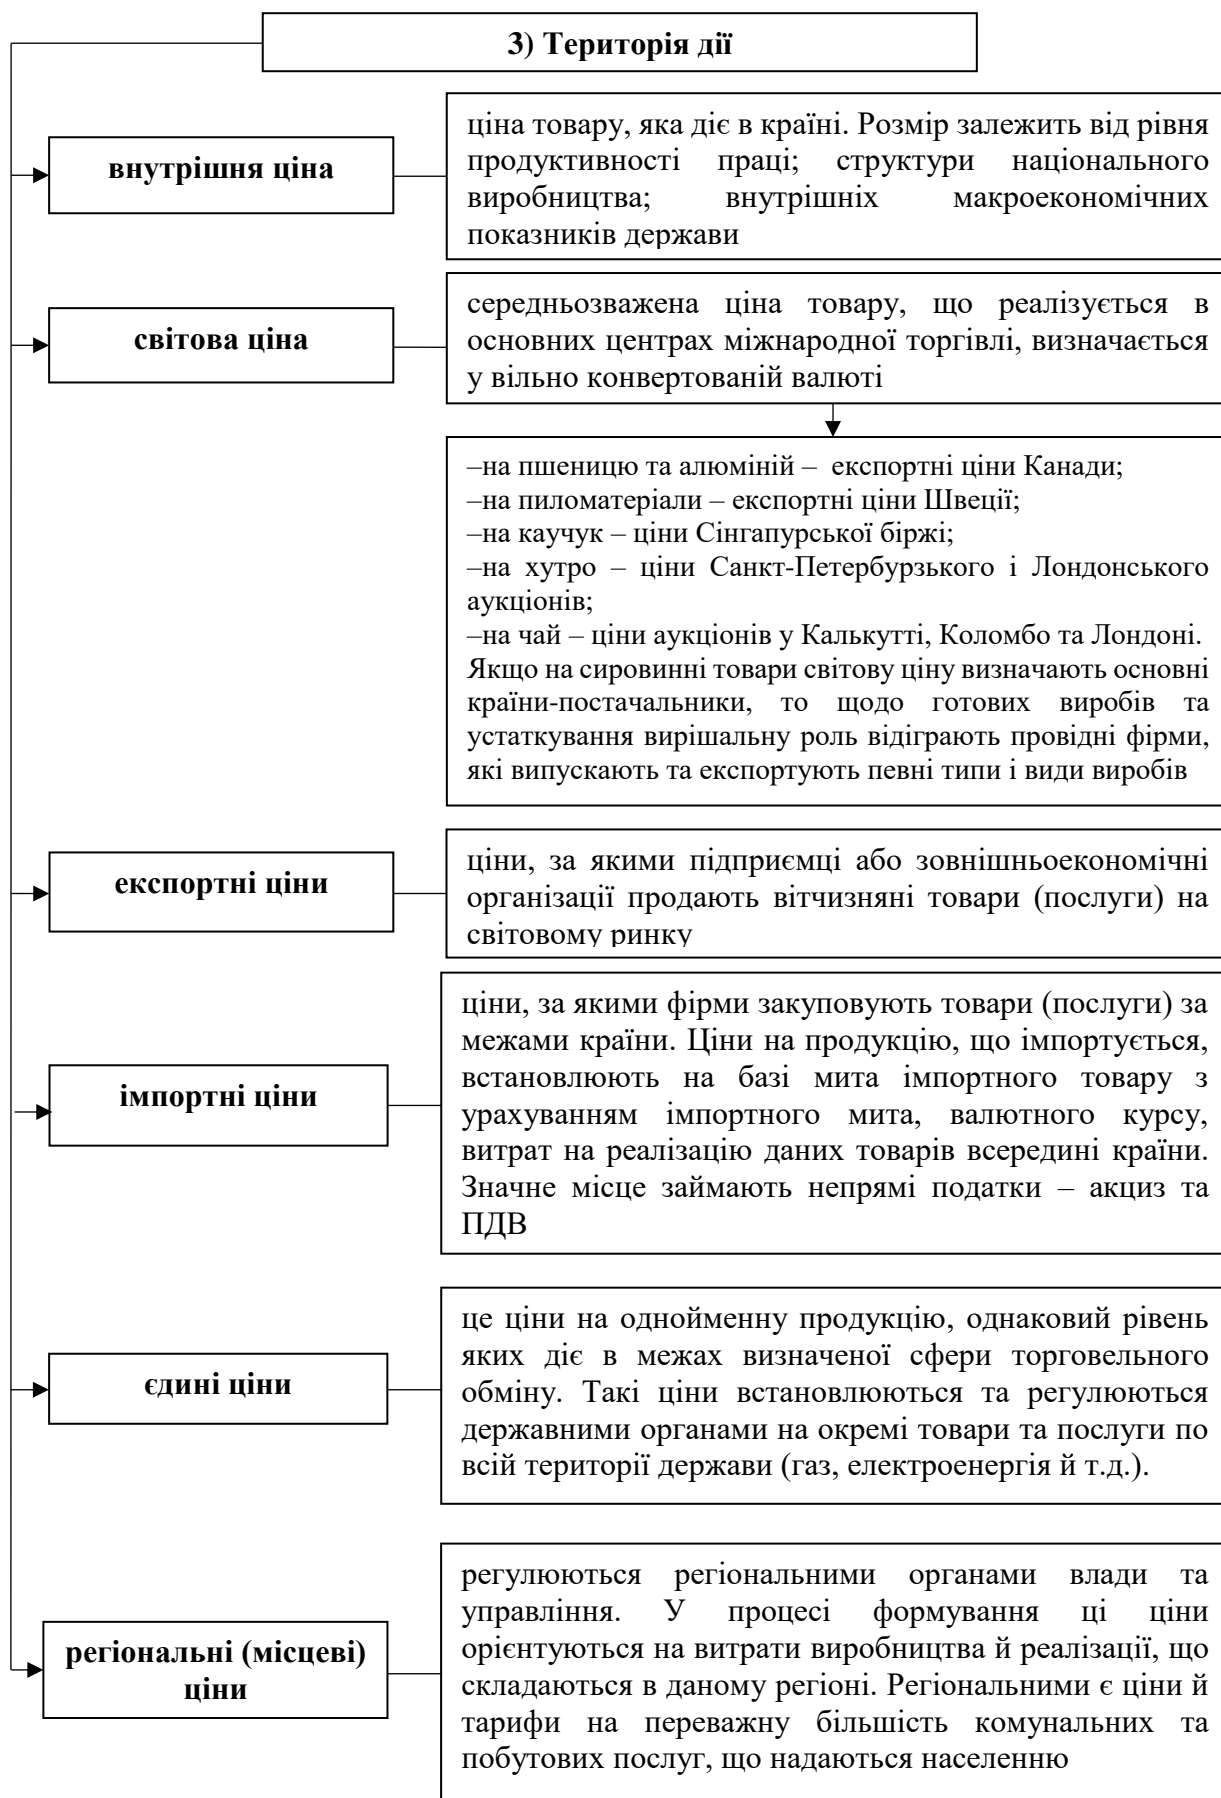 3) Територія дії
внутрішня ціна
ціна товару, яка діє в країні. Розмір залежить від рівня
продуктивності праці; структури національного
виробництва; внутрішніх макроекономічних
показників держави
світова ціна
середньозважена ціна товару, що реалізується в
основних центрах міжнародної торгівлі, визначається
у вільно конвертованій валюті
–на пшеницю та алюміній – експортні ціни Канади;
–на пиломатеріали – експортні ціни Швеції;
–на каучук – ціни Сінгапурської біржі;
–на хутро – ціни Санкт-Петербурзького і Лондонського
аукціонів;
–на чай – ціни аукціонів у Калькутті, Коломбо та Лондоні.
Якщо на сировинні товари світову ціну визначають основні
країни-постачальники, то щодо готових виробів та
устаткування вирішальну роль відіграють провідні фірми,
які випускають та експортують певні типи і види виробів
експортні ціни
ціни, за якими підприємці або зовнішньоекономічні
організації продають вітчизняні товари (послуги) на
світовому ринку
імпортні ціни
ціни, за якими фірми закуповують товари (послуги) за
межами країни. Ціни на продукцію, що імпортується,
встановлюють на базі мита імпортного товару з
урахуванням імпортного мита, валютного курсу,
витрат на реалізацію даних товарів всередині країни.
Значне місце займають непрямі податки – акциз та
ПДВ
єдині ціни
це ціни на однойменну продукцію, однаковий рівень
яких діє в межах визначеної сфери торговельного
обміну. Такі ціни встановлюються та регулюються
державними органами на окремі товари та послуги по
всій території держави (газ, електроенергія й т.д.).
регіональні (місцеві)
ціни
регулюються регіональними органами влади та
управління. У процесі формування ці ціни
орієнтуються на витрати виробництва й реалізації, що
складаються в даному регіоні. Регіональними є ціни й
тарифи на переважну більшість комунальних та
побутових послуг, що надаються населенню